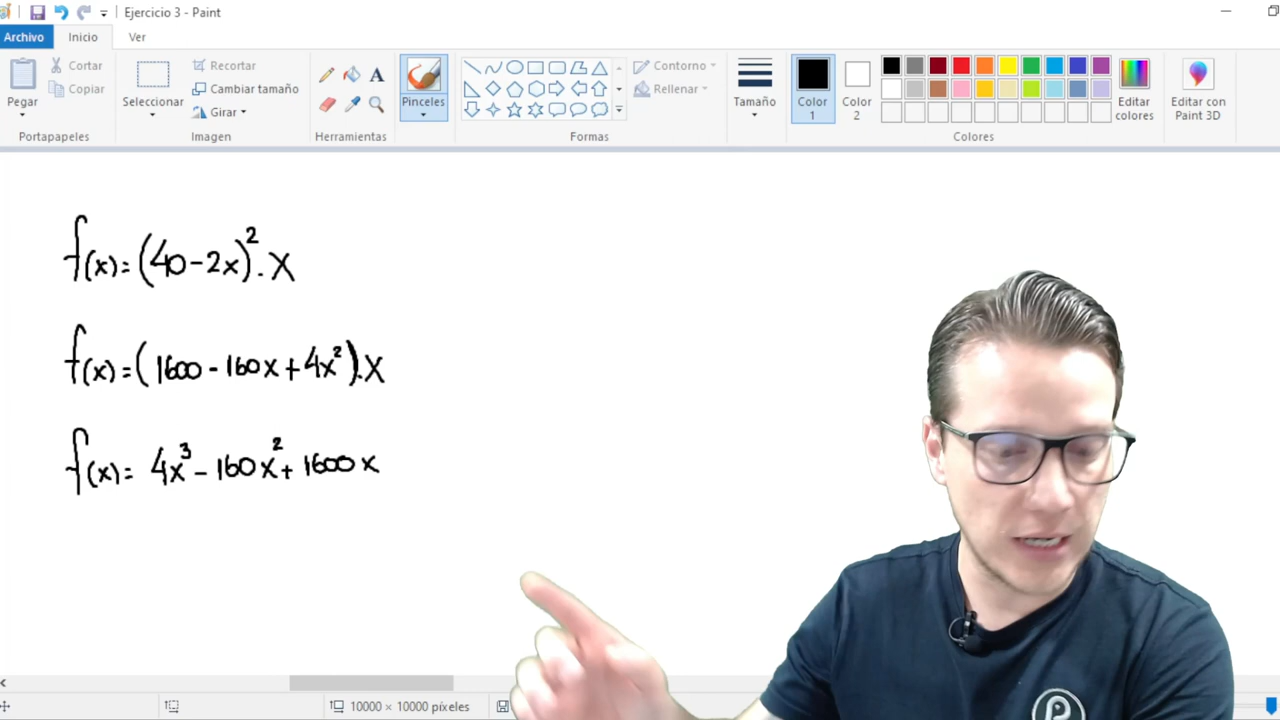 Ejercicio 3 - Paint
Archivo Inicio Ver
Pegar
Cortar
Copiar
Portapapeles
Seleccionar
Recortar
Cambiar tamaño
Girar
Imagen
Herramientas
Pinceles
Contorno
Rellenar
Formas
Tamaño
Color 1
Color 2
Editar colores
Colores
Editar con Paint 3D
f(x)=(40-2x)².x
f(x)=(1600-160x+4x²).x
f(x)= 4x³-160x²+1600x
10000 × 10000 píxeles